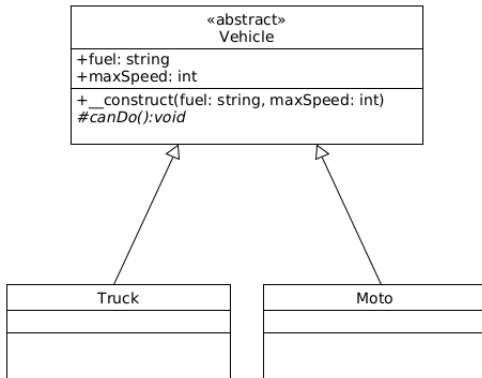 «abstract»
Vehicle
+fuel: string
+maxSpeed: int
+__construct(fuel: string, maxSpeed: int)
#canDo():void
Truck
Moto